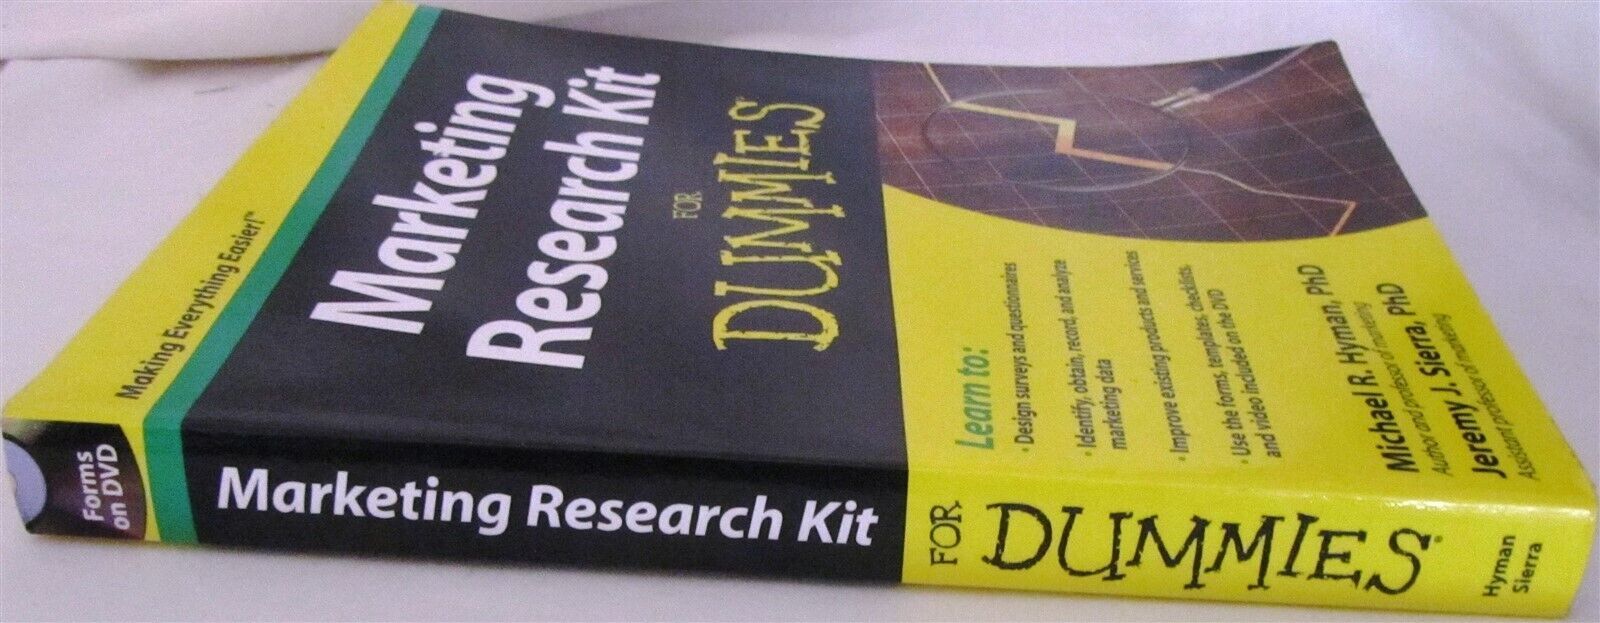 Making Everything Easier!™
Marketing
Research Kit
FOR
DUMMIES®
Learn to:
• Design surveys and questionnaires
• Identify, obtain, record, and analyze
marketing data
• Improve existing products and services
• Use the forms, templates, checklists,
and video included on the DVD
Michael R. Hyman, PhD
Author and professor of marketing
Jeremy J. Sierra, PhD
Assistant professor of marketing
Forms
on DVD
Marketing Research Kit
FOR
DUMMIES®
Hyman
Sierra